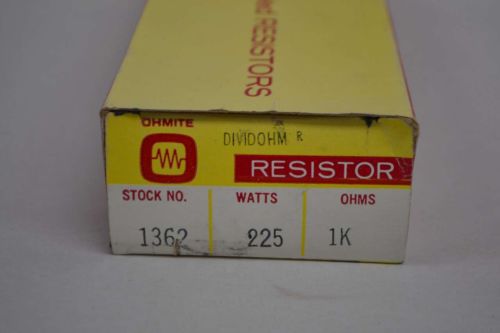 RESISTORS
OHMITE
DIVIDOHM R
RESISTOR
STOCK NO. WATTS OHMS
1362 225 1K